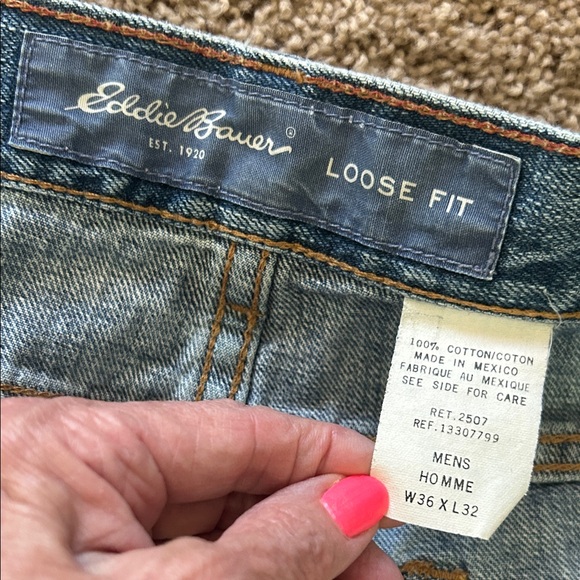 Eddie Bauer ®
EST. 1920
LOOSE FIT
100% COTTON/COTON
MADE IN MEXICO
FABRIQUE AU MEXIQUE
SEE SIDE FOR CARE
RET.2507
REF.13307799
MENS
HOMME
W36 X L32